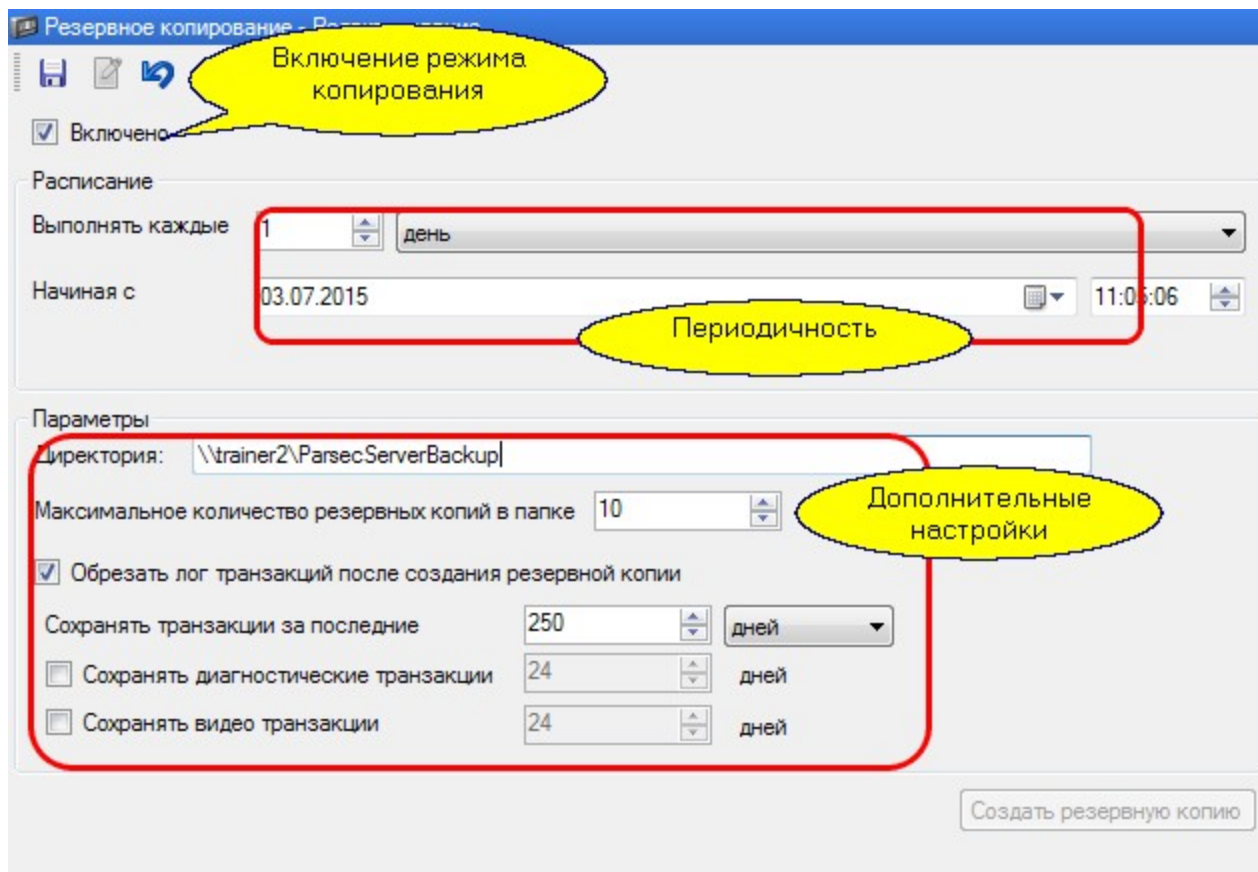 Резервное копирование -
Включение режима
копирования
Включено
Расписание
Выполнять каждые 1 день
Начиная с 03.07.2015 11:05:06
Периодичность
Параметры
Директория: \\trainer2\ParsecServerBackup
Максимальное количество резервных копий в папке 10
Дополнительные
настройки
Обрезать лог транзакций после создания резервной копии
Сохранять транзакции за последние 250 дней
Сохранять диагностические транзакции 24 дней
Сохранять видео транзакции 24 дней
Создать резервную копию